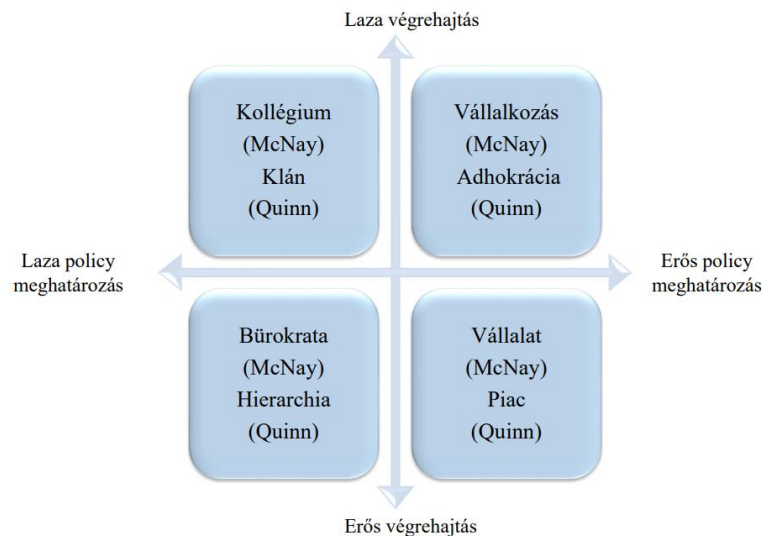 Laza végrehajtás
Kollégium
(McNay)
Klán
(Quinn)
Vállalkozás
(McNay)
Adhokrácia
(Quinn)
Laza policy
meghatározás
Erős policy
meghatározás
Bürokrata
(McNay)
Hierarchia
(Quinn)
Vállalat
(McNay)
Piac
(Quinn)
Erős végrehajtás